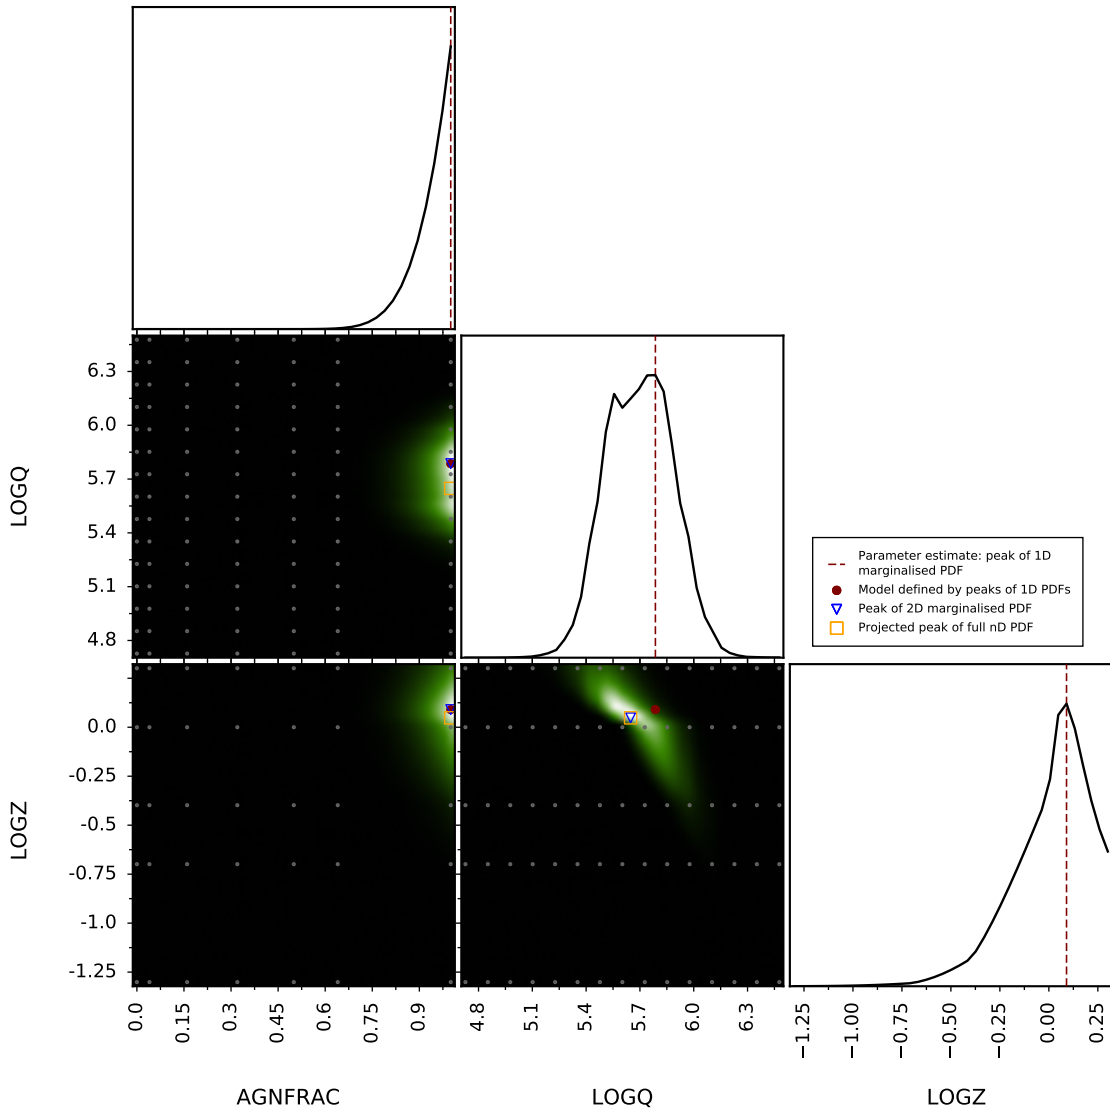 6.3
6.0
5.7
5.4
5.1
4.8
LOGQ
Parameter estimate: peak of 1D
marginalised PDF
Model defined by peaks of 1D PDFs
Peak of 2D marginalised PDF
Projected peak of full nD PDF
0.0
-0.25
-0.5
-0.75
-1.0
-1.25
LOGZ
0.0 0.15 0.3 0.45 0.6 0.75 0.9
4.8 5.1 5.4 5.7 6.0 6.3
−1.25 −1.00 −0.75 −0.50 −0.25 0.00 0.25
AGNFRAC LOGQ LOGZ